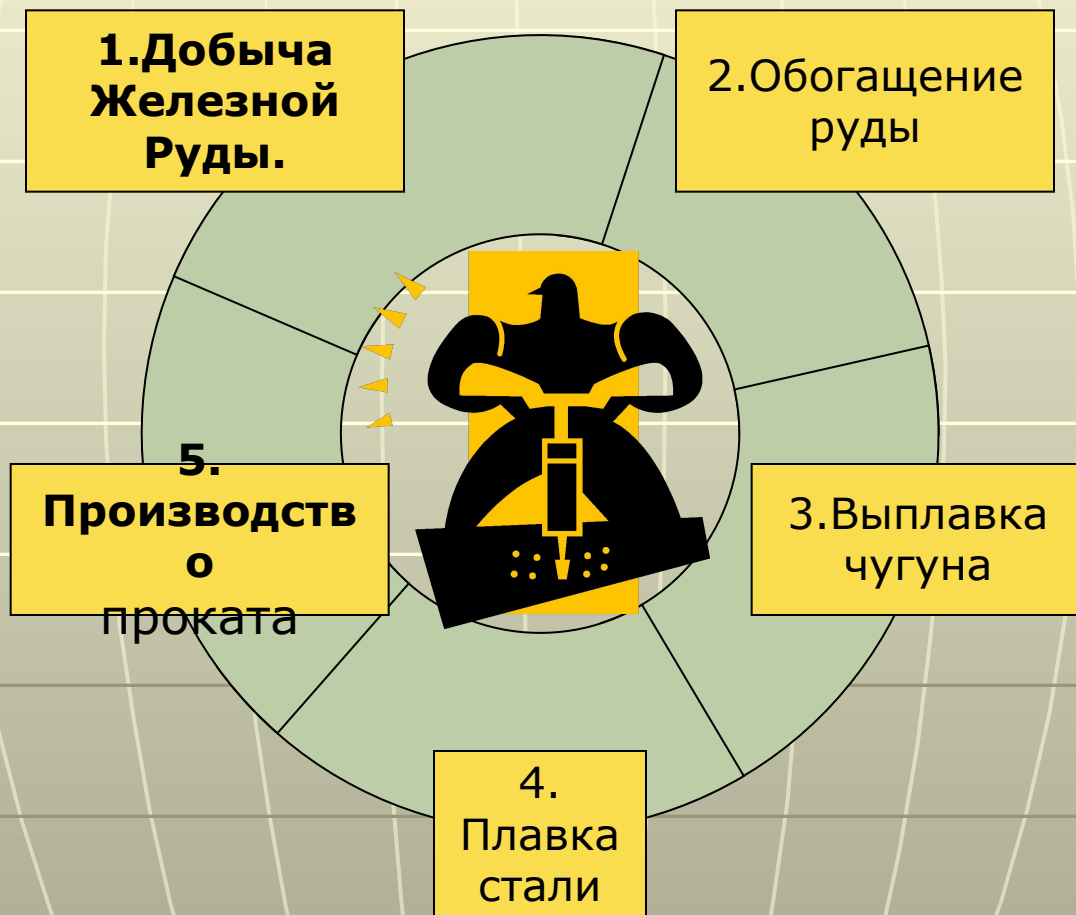 1.Добыча
Железной
Руды.
2.Обогащение
руды
3.Выплавка
чугуна
4.
Плавка
стали
5.
Производств
о
проката